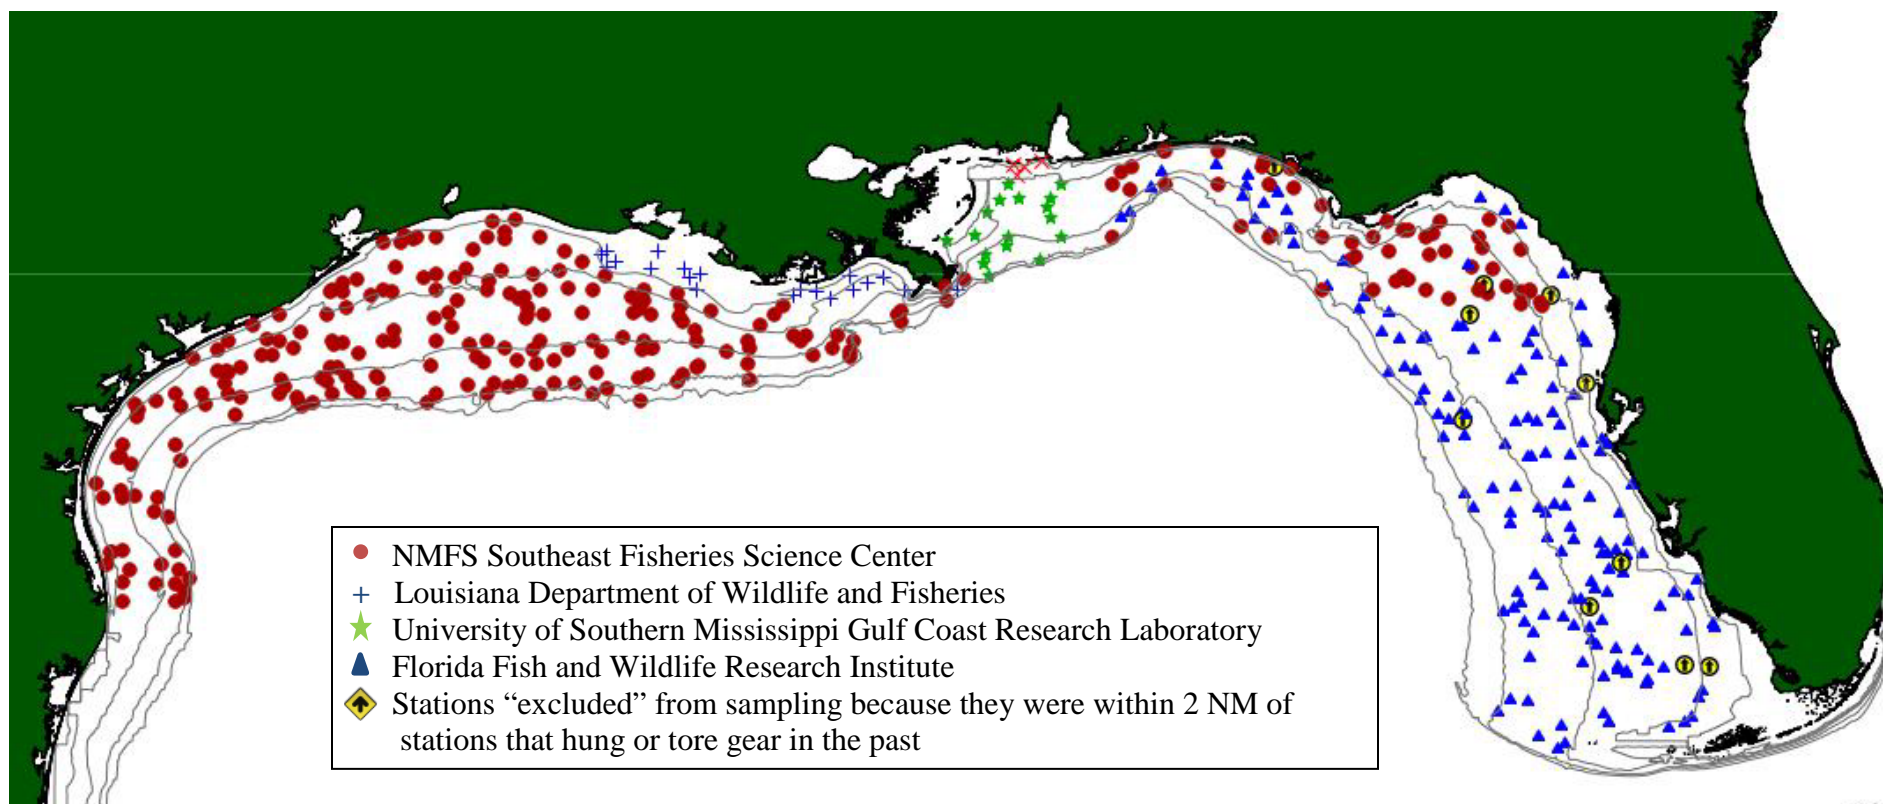 NMFS Southeast Fisheries Science Center
Louisiana Department of Wildlife and Fisheries
University of Southern Mississippi Gulf Coast Research Laboratory
Florida Fish and Wildlife Research Institute
Stations “excluded” from sampling because they were within 2 NM of
stations that hung or tore gear in the past